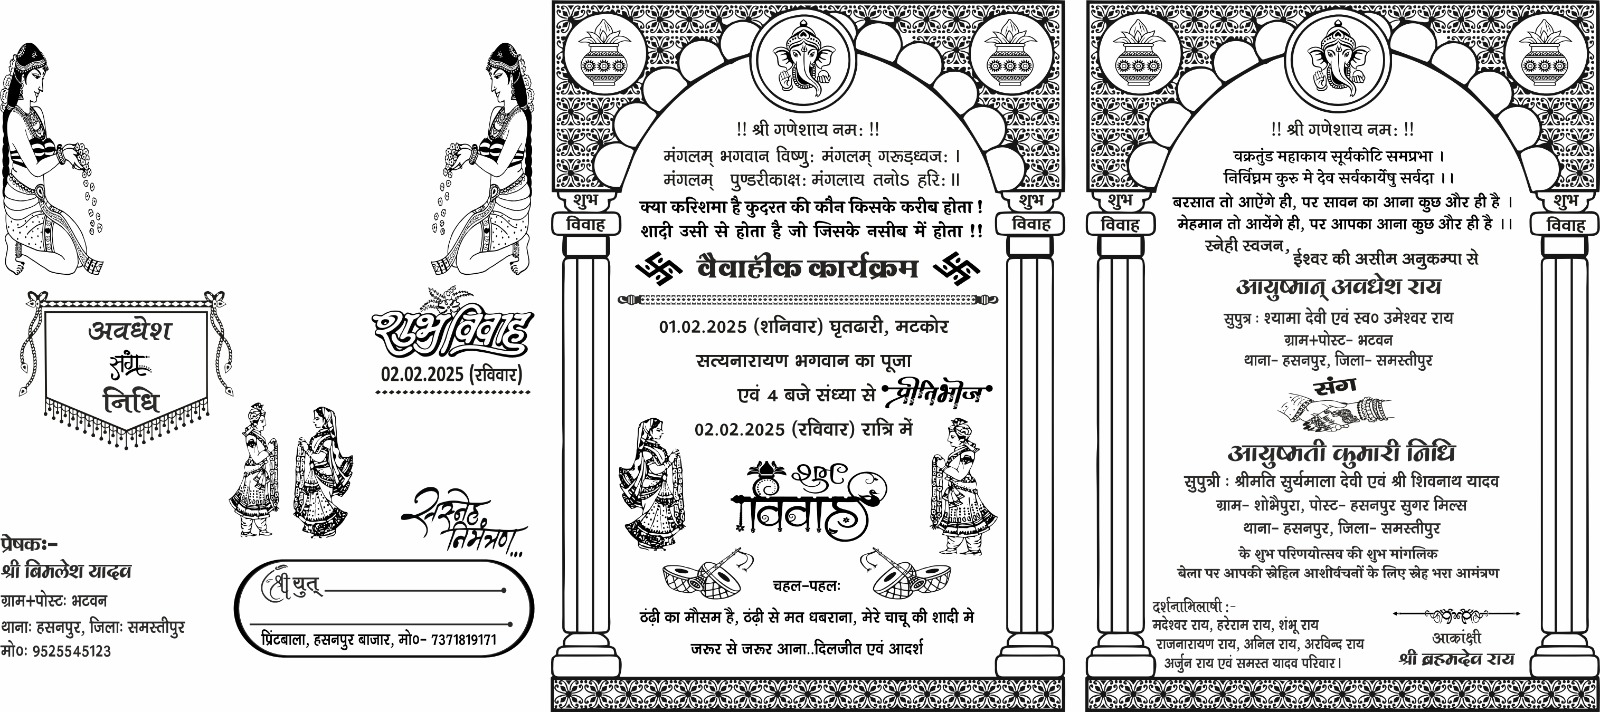 अवधेश
संग
निधि
शुभ विवाह
02.02.2025 (रविवार)
सस्नेह
निमंत्रण...
प्रेषकः-
श्री बिमलेश यादव
ग्राम+पोस्टः भटवन
थानाः हसनपुर, जिलाः समस्तीपुर
मो०: 9525545123
श्री युत्
प्रिंटबाला, हसनपुर बाजार, मो०- 7371819171
!! श्री गणेशाय नम: !!
मंगलम् भगवान विष्णु: मंगलम् गरूड्ध्वज: ।
मंगलम् पुण्डरीकाक्ष: मंगलाय तनोS हरि: ॥
शुभ
विवाह
शुभ
विवाह
क्या करिशमा है कुदरत की कौन किसके करीब होता !
शादी उसी से होता है जो जिसके नसीब में होता !!
वैवाहीक कार्यक्रम
01.02.2025 (शनिवार) घृतढारी, मटकोर
सत्यनारायण भगवान का पूजा
एवं 4 बजे संध्या से प्रीतिभोज
02.02.2025 (रविवार) रात्रि में
शुभ
विवाह
चहल-पहलः
ठंढ़ी का मौसम है, ठंढ़ी से मत धबराना, मेरे चाचू की शादी मे
जरूर से जरूर आना..दिलजीत एवं आदर्श
!! श्री गणेशाय नम: !!
वक्रतुंड महाकाय सूर्यकोटि समप्रभा ।
निर्विघ्नम कुरु मे देव सर्वकार्येषु सर्वदा ।।
शुभ
विवाह
शुभ
विवाह
बरसात तो आऐंगे ही, पर सावन का आना कुछ और ही है ।
मेहमान तो आयेंगे ही, पर आपका आना कुछ और ही है ।।
स्नेही स्वजन,
ईश्वर की असीम अनुकम्पा से
आयुष्मान् अवधेश राय
सुपुत्र : श्यामा देवी एवं स्व० उमेश्वर राय
ग्राम+पोस्ट- भटवन
थाना- हसनपुर, जिला- समस्तीपुर
संग
आयुष्मती कुमारी निधि
सुपुत्री : श्रीमति सुर्यमाला देवी एवं श्री शिवनाथ यादव
ग्राम- शोभैपुरा, पोस्ट- हसनपुर सुगर मिल्स
थाना- हसनपुर, जिला- समस्तीपुर
के शुभ परिणयोत्सव की शुभ मांगलिक
बेला पर आपकी स्नेहिल आशीर्वचनों के लिए स्नेह भरा आमंत्रण
दर्शनाभिलाषी :-
मदेश्वर राय, हरेराम राय, शंभू राय
राजनारायण राय, अनिल राय, अरविन्द राय
अर्जुन राय एवं समस्त यादव परिवार।
आकांक्षी
श्री ब्रहमदेव राय